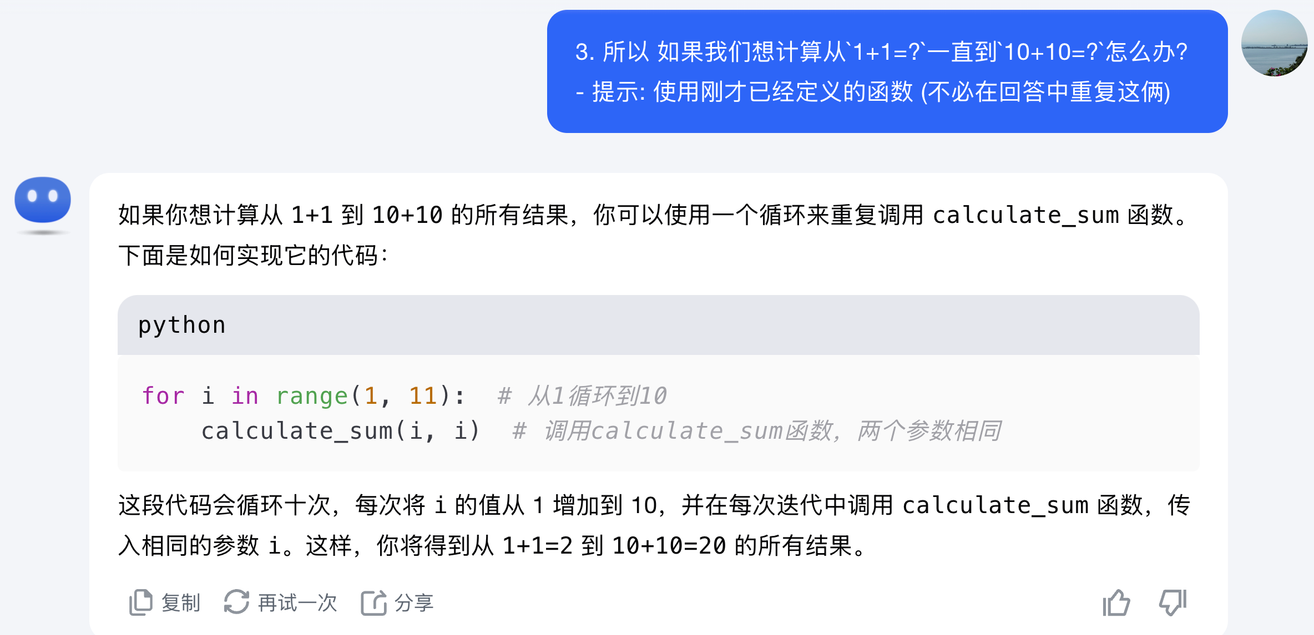 3. 所以 如果我们想计算从`1+1=?`一直到`10+10=?`怎么办?
- 提示: 使用刚才已经定义的函数 (不必在回答中重复这俩)
如果你想计算从 1+1 到 10+10 的所有结果，你可以使用一个循环来重复调用 calculate_sum 函数。
下面是如何实现它的代码：
python
for i in range(1, 11):  # 从1循环到10
    calculate_sum(i, i)  # 调用calculate_sum函数，两个参数相同
这段代码会循环十次，每次将 i 的值从 1 增加到 10，并在每次迭代中调用 calculate_sum 函数，传
入相同的参数 i。这样，你将得到从 1+1=2 到 10+10=20 的所有结果。
复制 再试一次 分享